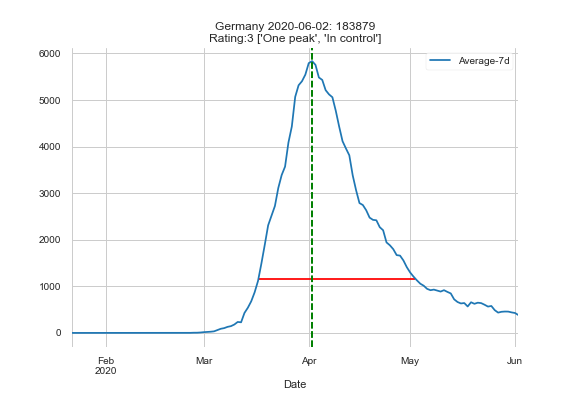 Germany 2020-06-02: 183879
Rating:3 ['One peak', 'In control']
Average-7d
6000
5000
4000
3000
2000
1000
0
Feb
2020
Mar
Apr
May
Jun
Date